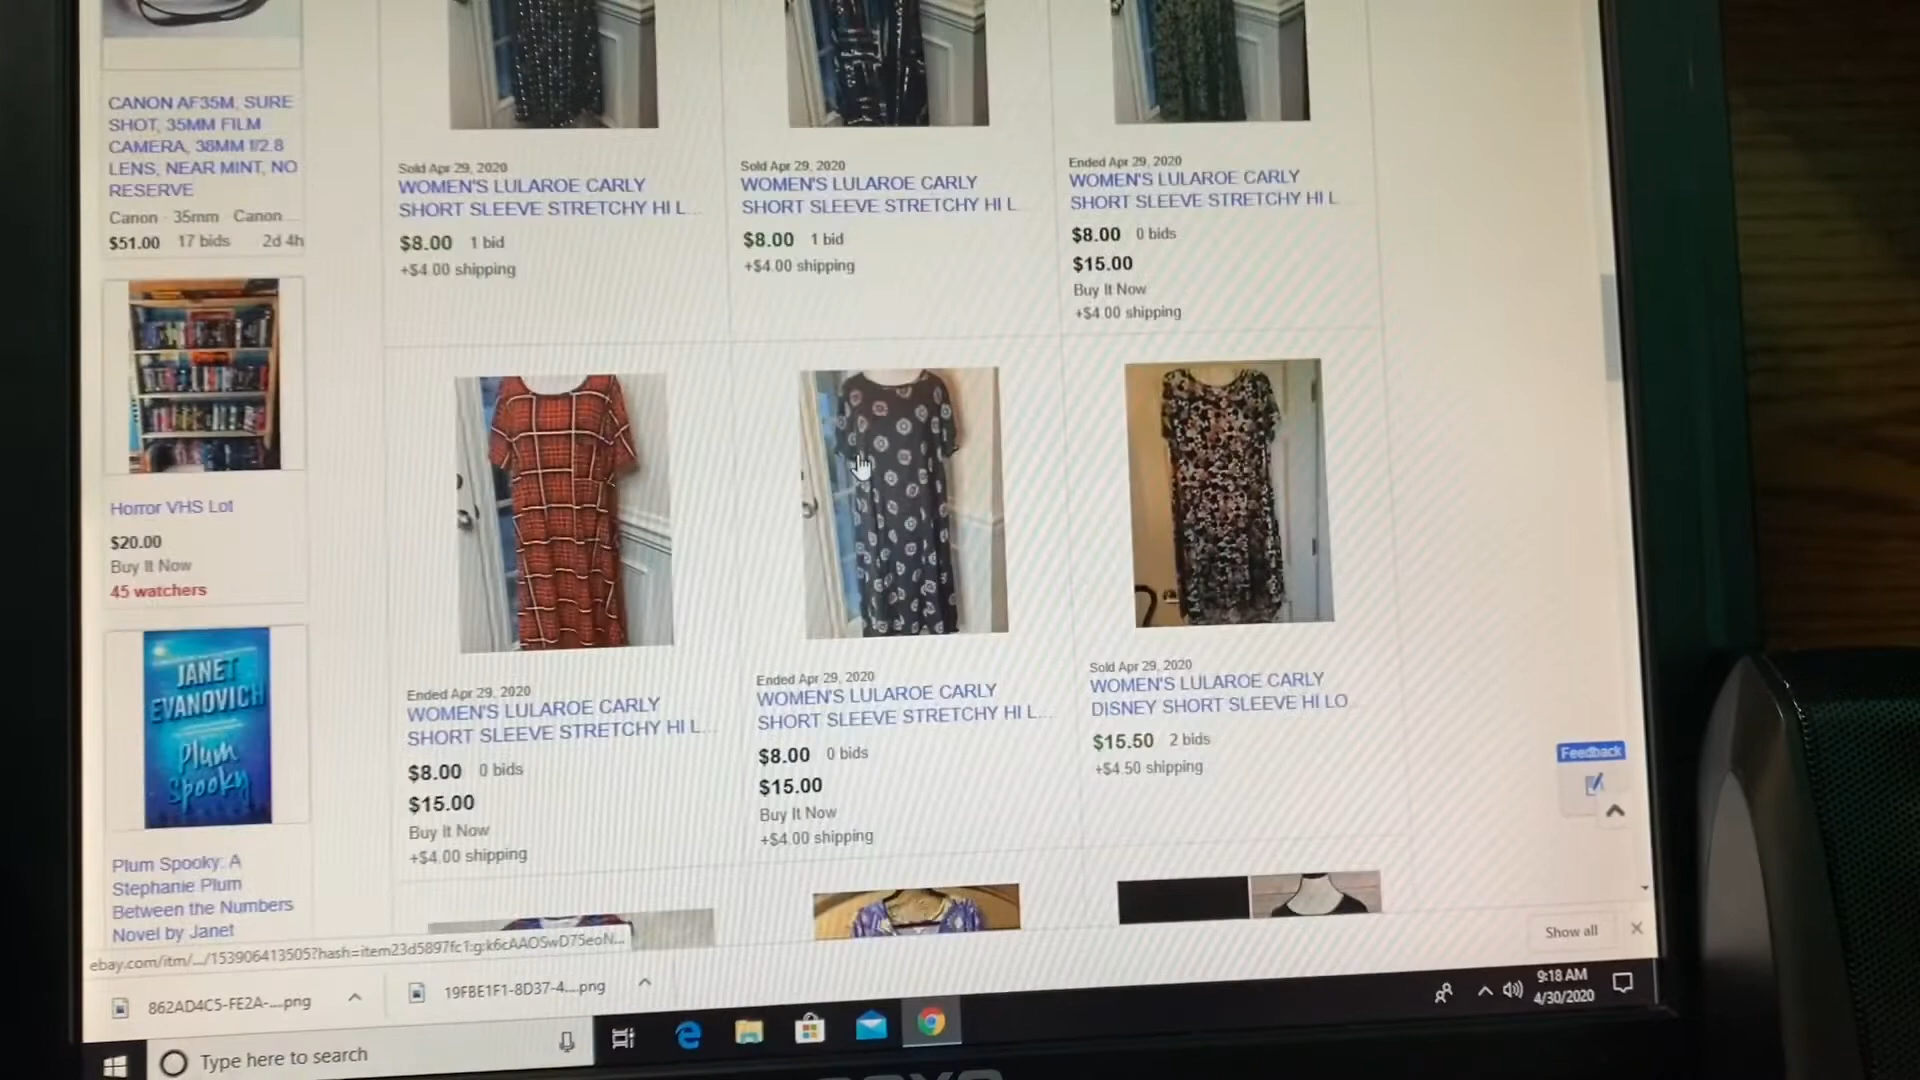 CANON AF35M, SURE
SHOT, 35MM FILM
CAMERA, 38MM f/2.8
LENS, NEAR MINT, NO
RESERVE
Canon · 35mm · Canon ...
$51.00 17 bids 2d 4h
Horror VHS Lot
$20.00
Buy It Now
45 watchers
JANET
EVANOVICH
Plum
Spooky
Plum Spooky: A
Stephanie Plum
Between the Numbers
Novel by Janet
Sold Apr 29, 2020
WOMEN'S LULAROE CARLY
SHORT SLEEVE STRETCHY HI L...
$8.00 1 bid
+$4.00 shipping
Sold Apr 29, 2020
WOMEN'S LULAROE CARLY
SHORT SLEEVE STRETCHY HI L...
$8.00 1 bid
+$4.00 shipping
Ended Apr 29, 2020
WOMEN'S LULAROE CARLY
SHORT SLEEVE STRETCHY HI L...
$8.00 0 bids
$15.00
Buy It Now
+$4.00 shipping
Ended Apr 29, 2020
WOMEN'S LULAROE CARLY
SHORT SLEEVE STRETCHY HI L...
$8.00 0 bids
$15.00
Buy It Now
+$4.00 shipping
Ended Apr 29, 2020
WOMEN'S LULAROE CARLY
SHORT SLEEVE STRETCHY HI L...
$8.00 0 bids
$15.00
Buy It Now
+$4.00 shipping
Sold Apr 29, 2020
WOMEN'S LULAROE CARLY
DISNEY SHORT SLEEVE HI LO
$15.50 2 bids
+$4.50 shipping
Feedback
ebay.com/itm/.../153906413505?hash=item23d5897fc1:g:k6cAAOSwD75eoN...
862AD4C5-FE2A-....png
19FBE1F1-8D37-4....png
Show all
Type here to search
9:18 AM
4/30/2020